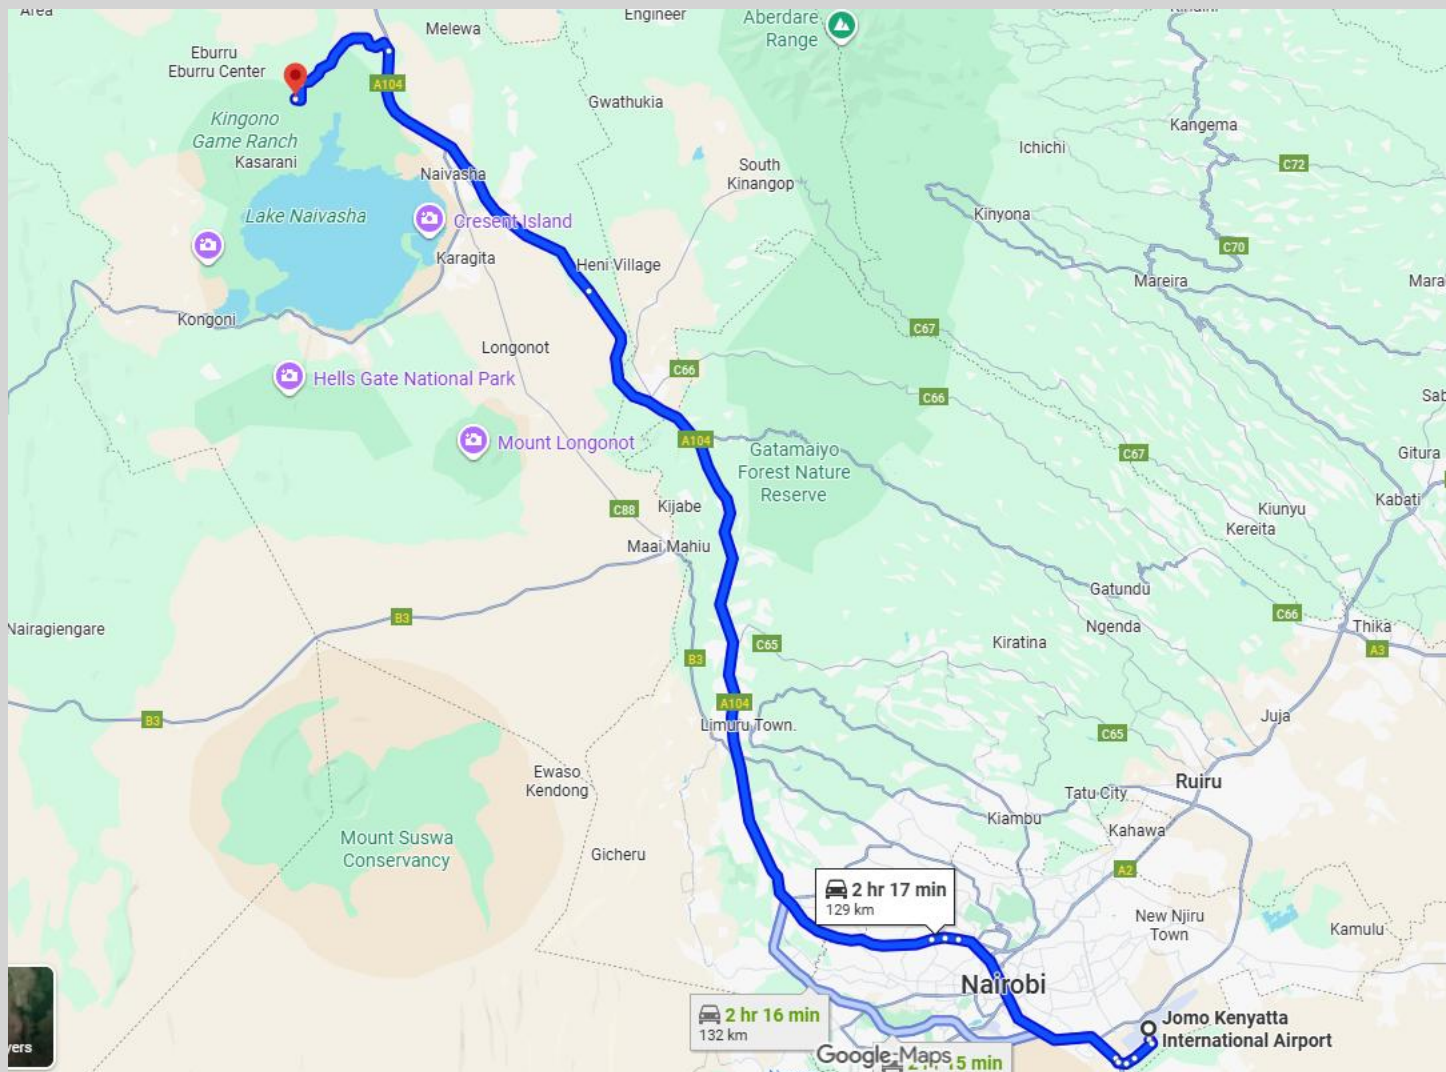 Area
Engineer
Aberdare
Range
Melewa
Eburru
Eburru Center
A104
Gwathukia
Kangema
Ichichi
C72
Kingono
Game Ranch
Kasarani
South
Kinangop
Naivasha
Kinyona
Lake Naivasha
Cresent Island
C70
Karagita
Heni Village
Mareira
Mara
Kongoni
C67
Longonot
C66
Hells Gate National Park
C66
Sab
A104
Mount Longonot
Gatamaiyo
Forest Nature
Reserve
C67
Gitura
Kabati
C88
Kijabe
Kiunyu
Kereita
Maai Mahiu
Gatundu
B3
C66
Nairagiengare
Ngenda
Thika
C65
Kiratina
A3
B3
A104
B3
Limuru Town.
Juja
C65
Ewaso
Kendong
Ruiru
Tatu City
Kiambu
Kahawa
Mount Suswa
Conservancy
Gicheru
A2
2 hr 17 min
129 km
New Njiru
Town
Kamulu
Nairobi
2 hr 16 min
132 km
Jomo Kenyatta
International Airport
Google Maps
15 min
vers